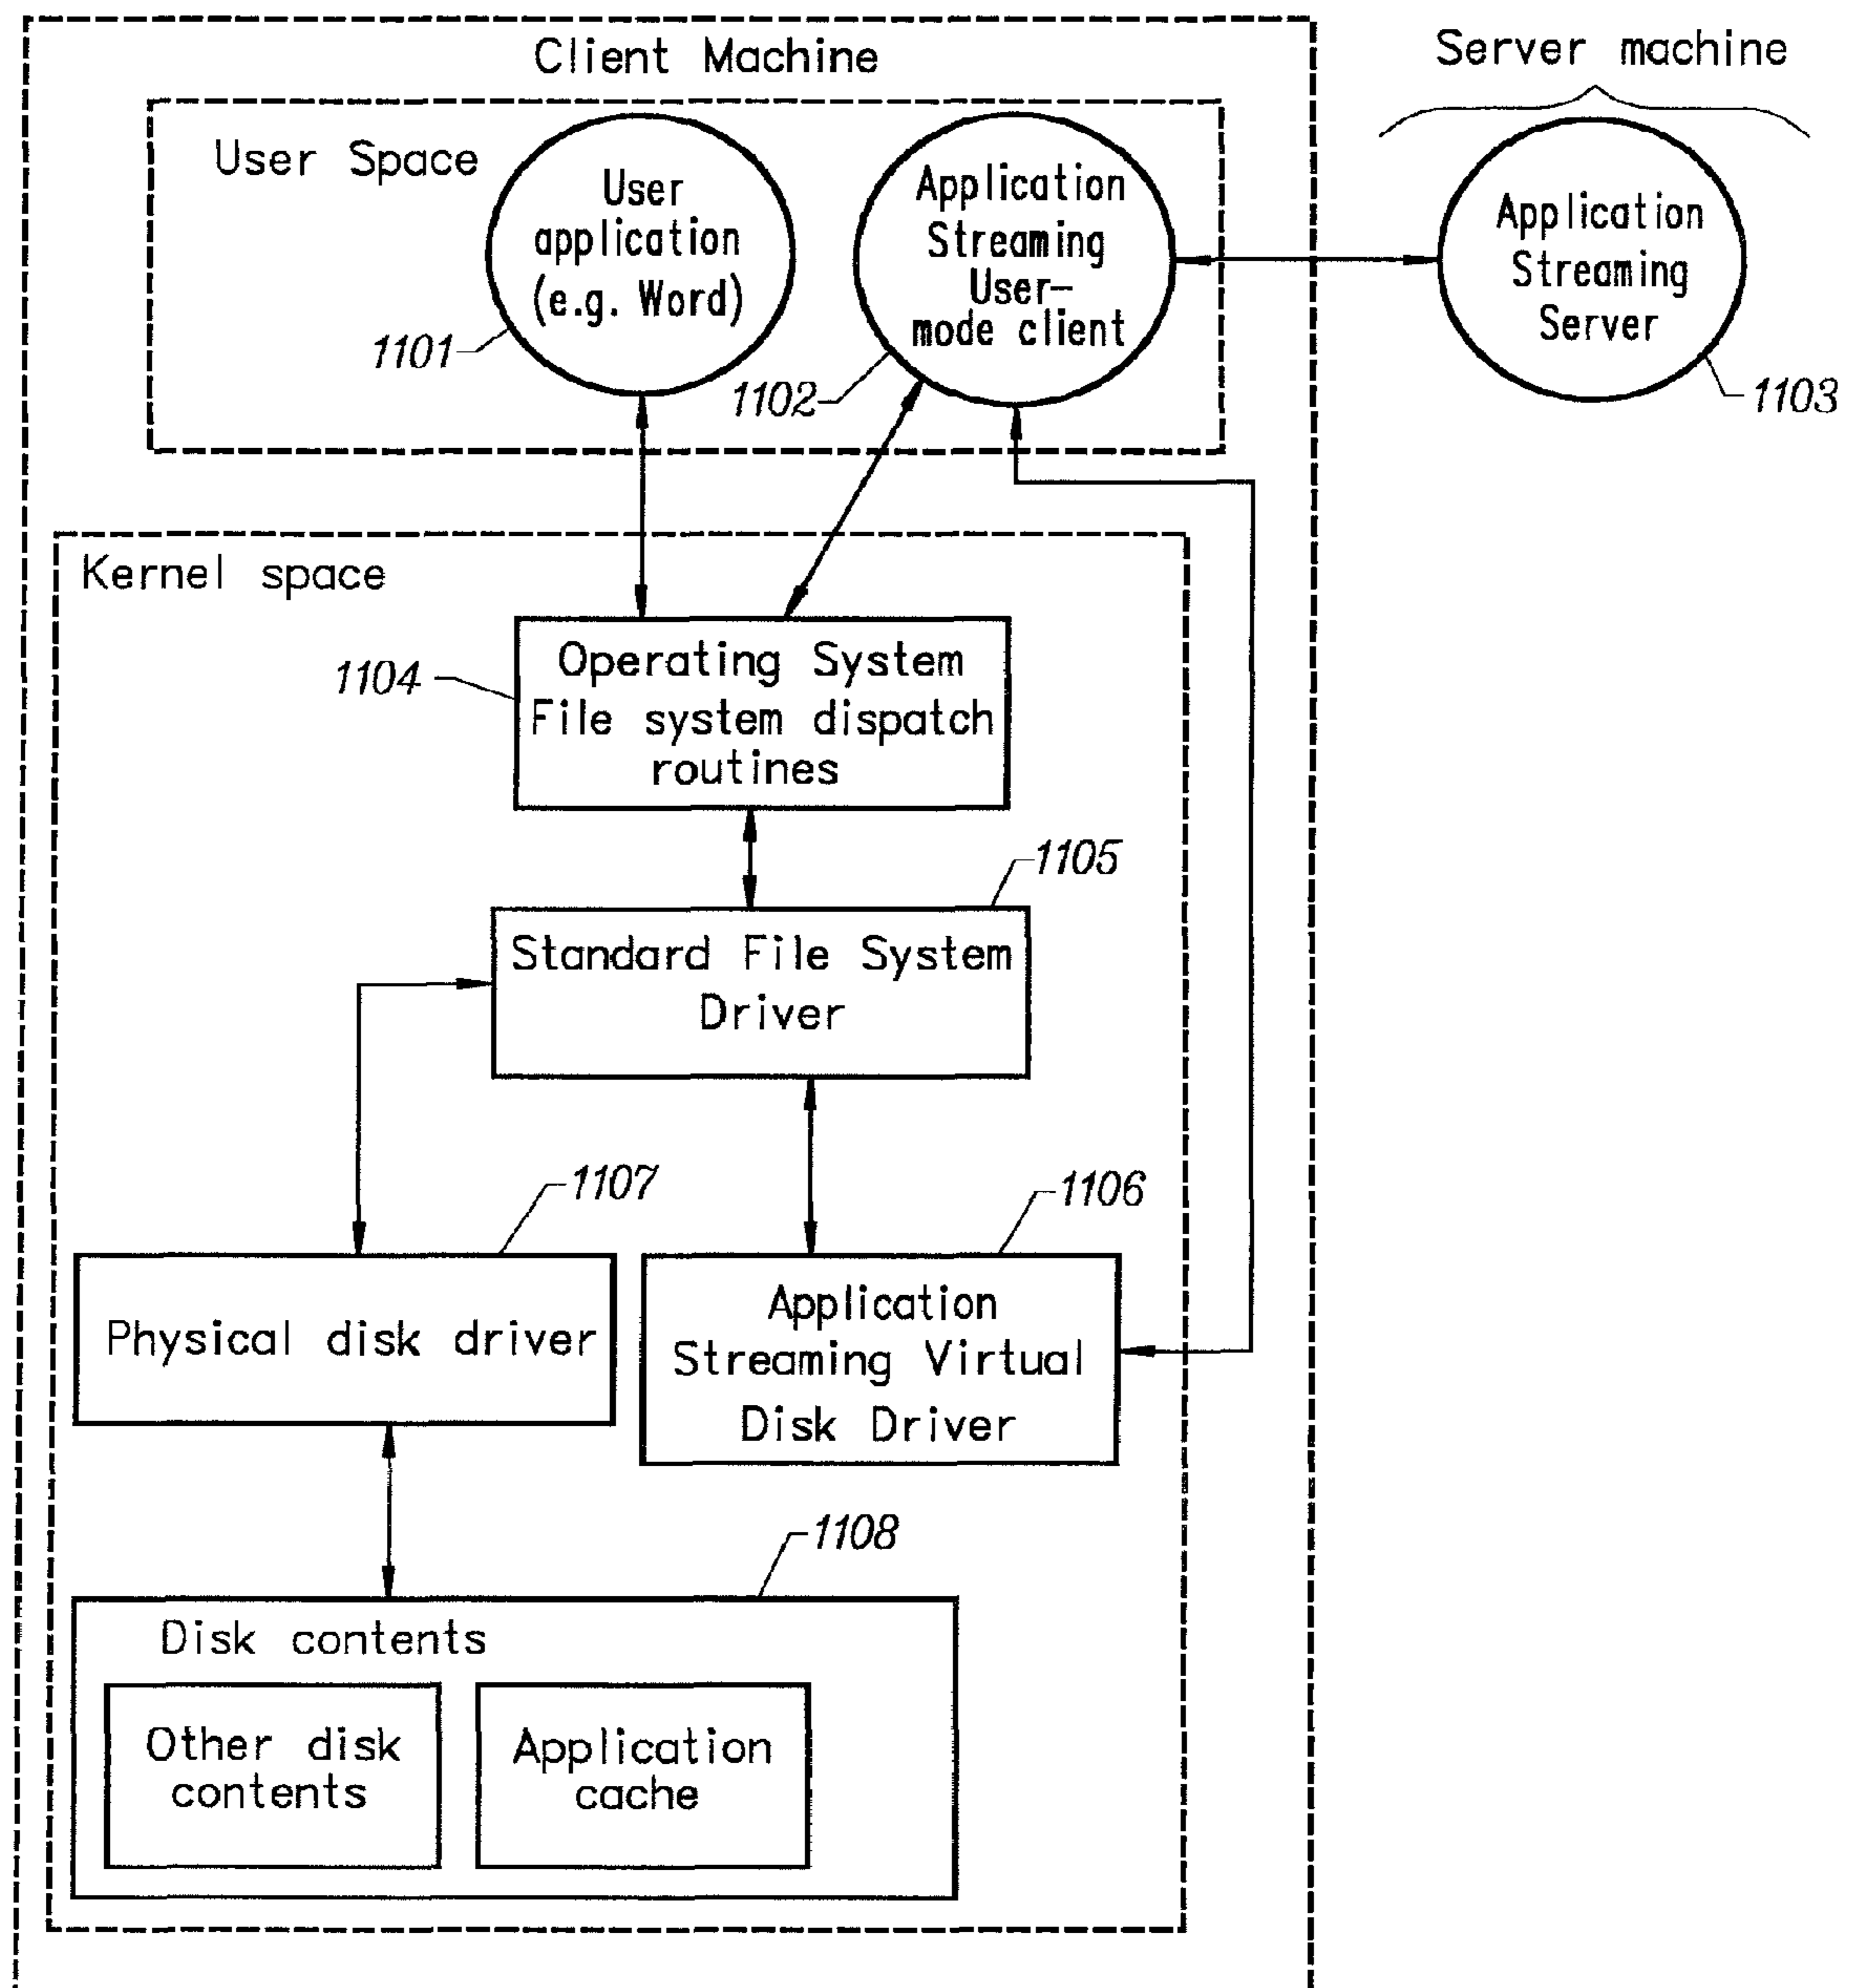 Client Machine
Server machine
User Space
User
application
(e.g. Word)
1101
Application
Streaming
User-
mode client
1102
Application
Streaming
Server
1103
Kernel space
Operating System
File system dispatch
routines
1104
1105
Standard File System
Driver
1107
1106
Physical disk driver
Application
Streaming Virtual
Disk Driver
1108
Disk contents
Other disk
contents
Application
cache